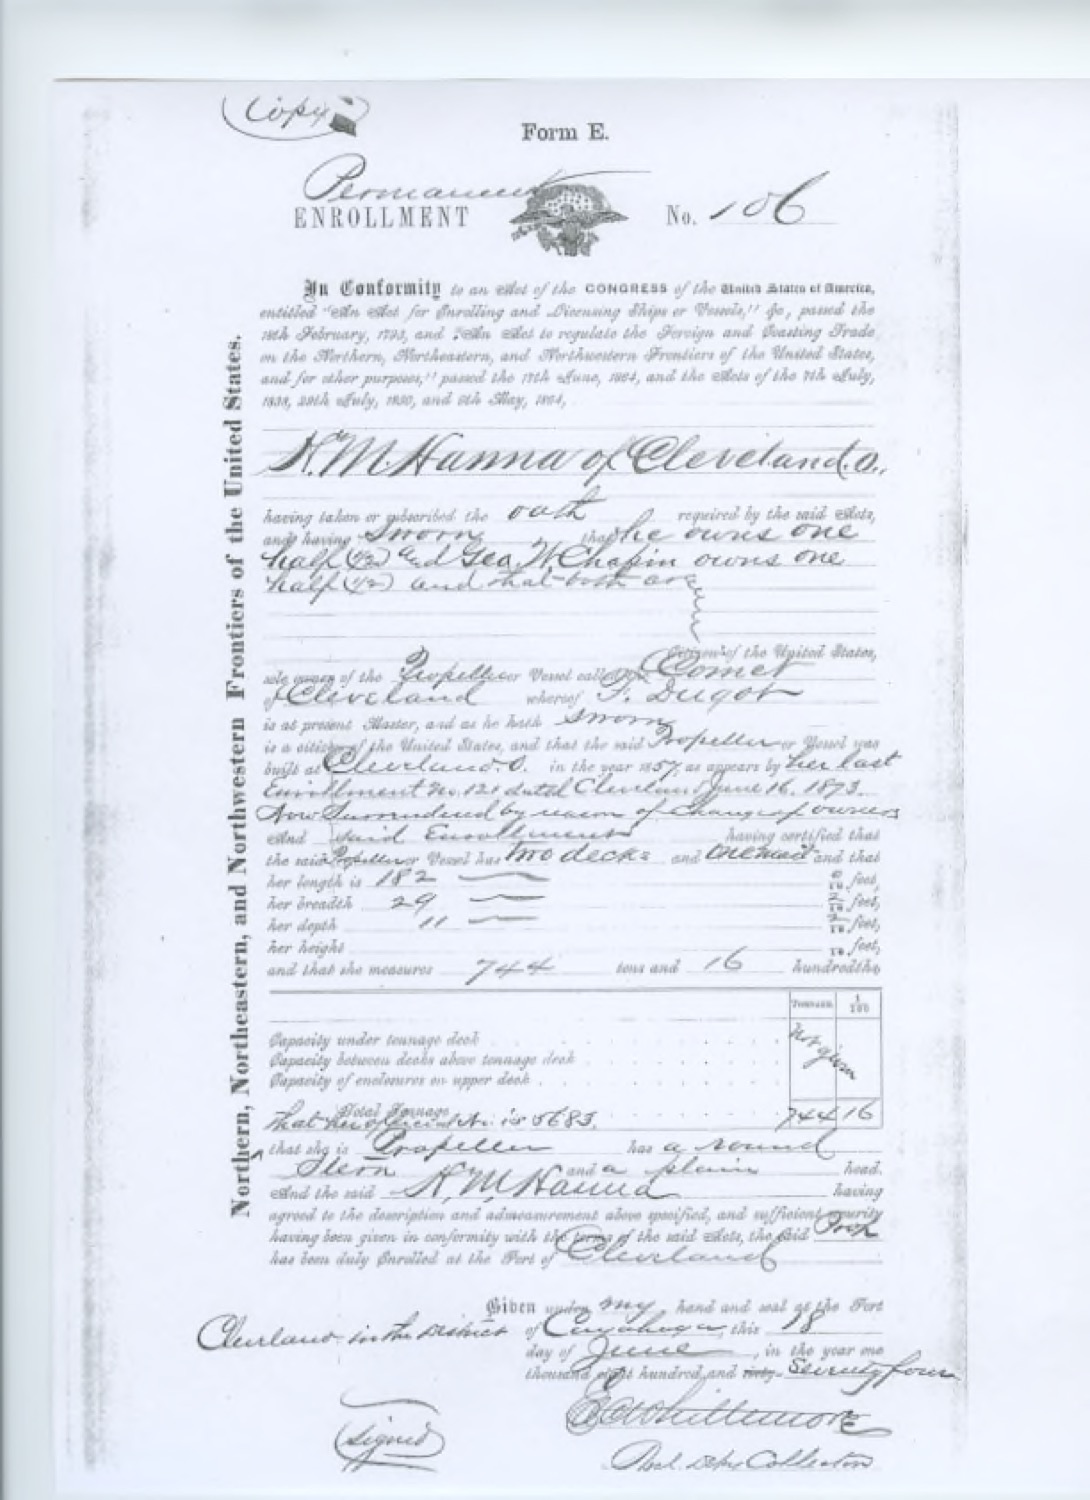 Copy
Form E.
Permanent
ENROLLMENT No. 106
In Conformity to an Act of the CONGRESS of the United States of America,
entitled "An Act for Enrolling and Licensing Ships or Vessels," &c, passed the
18th February, 1793, and "An Act to regulate the Foreign and Coasting Trade
on the Northern, Northeastern, and Northwestern Frontiers of the United States,
and for other purposes," passed the 17th June, 1864, and the Acts of the 7th July,
1838, 20th July, 1850, and 5th May, 1864,
H. M. Hanna of Cleveland. O.,
having taken or subscribed the oath required by the said Acts,
and having Sworn that he owns one
half (1/2) and Geo. W. Chapin owns one
half (1/2) and that both are
citizens of the United States,
sole owners of the Propeller or Vessel called the Comet
of Cleveland whereof F. Dugot
is at present Master, and as he hath sworn
is a citizen of the United States, and that the said Propeller or Vessel was
built at Cleveland. O. in the year 1857, as appears by her last
Enrollment No. 121 dated Cleveland June 16, 1873.
Now Surrendered by reason of Change of owners
And said Enrollment having certified that
the said Propeller or Vessel has two decks and one mast and that
her length is 182 0/10 feet,
her breadth 29 2/10 feet,
her depth 11 2/10 feet,
her height 10 feet,
and that she measures 744 tons and 16 hundredths
TONNAGE. 1/100
Capacity under tonnage deck
Capacity between decks above tonnage deck
Capacity of enclosures on upper deck
not given
Total Tonnage 744 16
that her official No. is 5683.
that she is Propeller has a round
Stern and a plain head.
And the said H. M. Hanna having
agreed to the description and admeasurement above specified, and sufficient security
having been given in conformity with the terms of the said Acts, the said Prop
has been duly Enrolled at the Port of Cleveland
Given under my hand and seal at the Port
Cleveland in the District of Cuyahoga, this 18
day of June, in the year one
thousand eight hundred and sixty- Seventy four
(signed) E A Whillemore
Dep Collector
Northern, Northeastern, and Northwestern Frontiers of the United States.